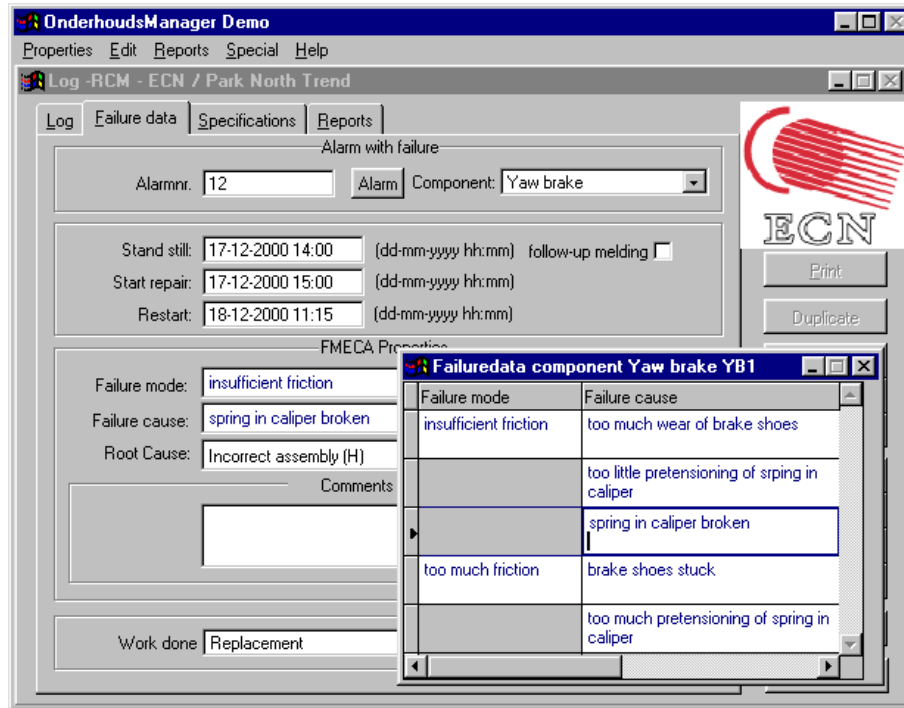 OnderhoudsManager Demo
Properties Edit Reports Special Help
Log -RCM - ECN / Park North Trend
Log Failure data Specifications Reports
Alarm with failure
Alarmnr. 12 Alarm Component: Yaw brake
ECN
Stand still: 17-12-2000 14:00 (dd-mm-yyyy hh:mm) follow-up melding
Start repair: 17-12-2000 15:00 (dd-mm-yyyy hh:mm)
Print
Restart: 18-12-2000 11:15 (dd-mm-yyyy hh:mm)
Duplicate
FMECA Properties
Failure mode: insufficient friction
Failure cause: spring in caliper broken
Root Cause: Incorrect assembly (H)
Comments
Work done Replacement
Failuredata component Yaw brake YB1
Failure mode Failure cause
insufficient friction too much wear of brake shoes
too little pretensioning of srping in
caliper
spring in caliper broken
too much friction brake shoes stuck
too much pretensioning of spring in
caliper